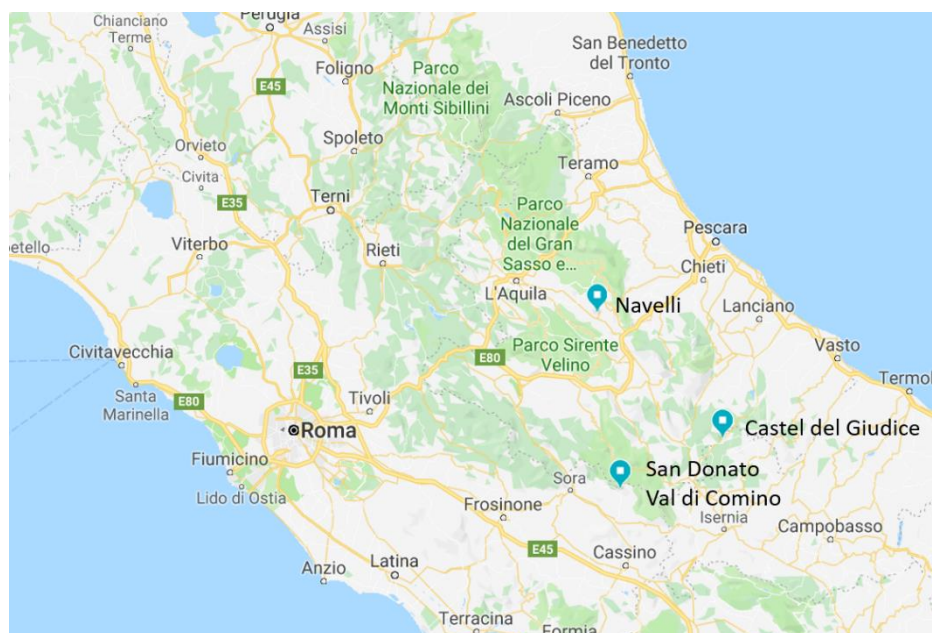 Chianciano
Terme
Perugia
Assisi
E45
Foligno
Parco
Nazionale dei
Monti Sibillini
San Benedetto
del Tronto
Ascoli Piceno
Orvieto
Civita
Spoleto
Teramo
E35
Terni
Parco
Nazionale
del Gran
Sasso e...
Viterbo
Rieti
Pescara
betello
L'Aquila
Chieti
Navelli
Lanciano
Civitavecchia
Santa
Marinella
E80
E35
Tivoli
E80
Parco Sirente
Velino
Vasto
Termol
Roma
Castel del Giudice
Fiumicino
Lido di Ostia
Sora
San Donato
Val di Comino
Frosinone
Isernia
Campobasso
E45
Cassino
Anzio
Latina
Terracina
Formia